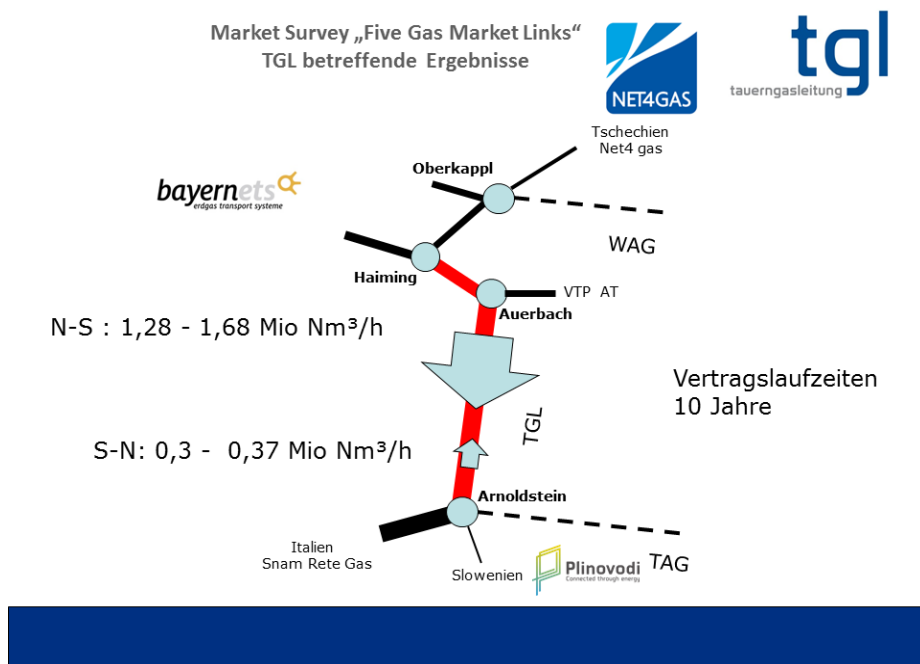 Market Survey „Five Gas Market Links“
TGL betreffende Ergebnisse
NET4GAS
tgl
tauerngasleitung
Tschechien
Net4 gas
Oberkappl
bayernets
erdgas transport systeme
WAG
Haiming
VTP AT
Auerbach
N-S : 1,28 - 1,68 Mio Nm³/h
Vertragslaufzeiten
10 Jahre
TGL
S-N: 0,3 - 0,37 Mio Nm³/h
Arnoldstein
Italien
Snam Rete Gas
Slowenien
Plinovodi
Connected through energy
TAG